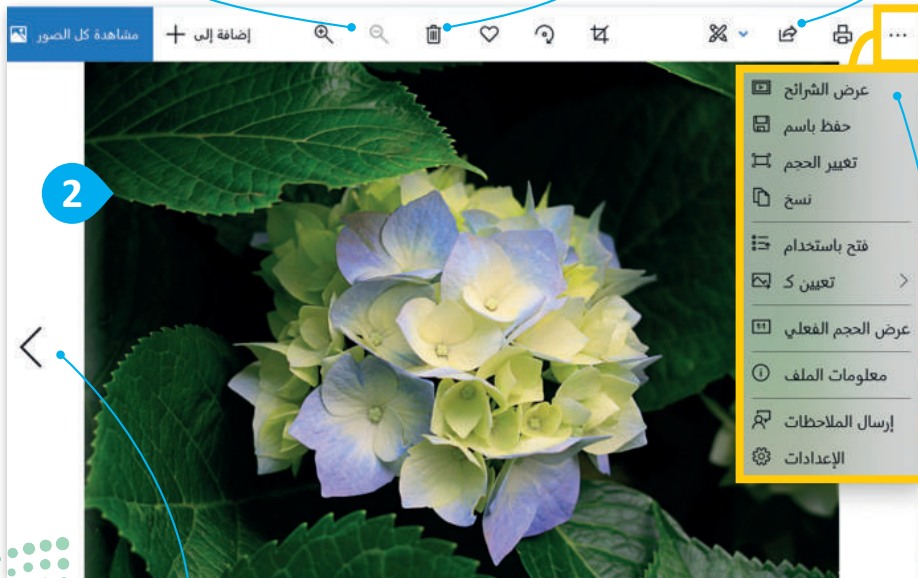 مشاهدة كل الصور
إضافة إلى
2
عرض الشرائح
حفظ باسم
تغيير الحجم
نسخ
فتح باستخدام
تعيين كـ
عرض الحجم الفعلي
معلومات الملف
إرسال الملاحظات
الإعدادات